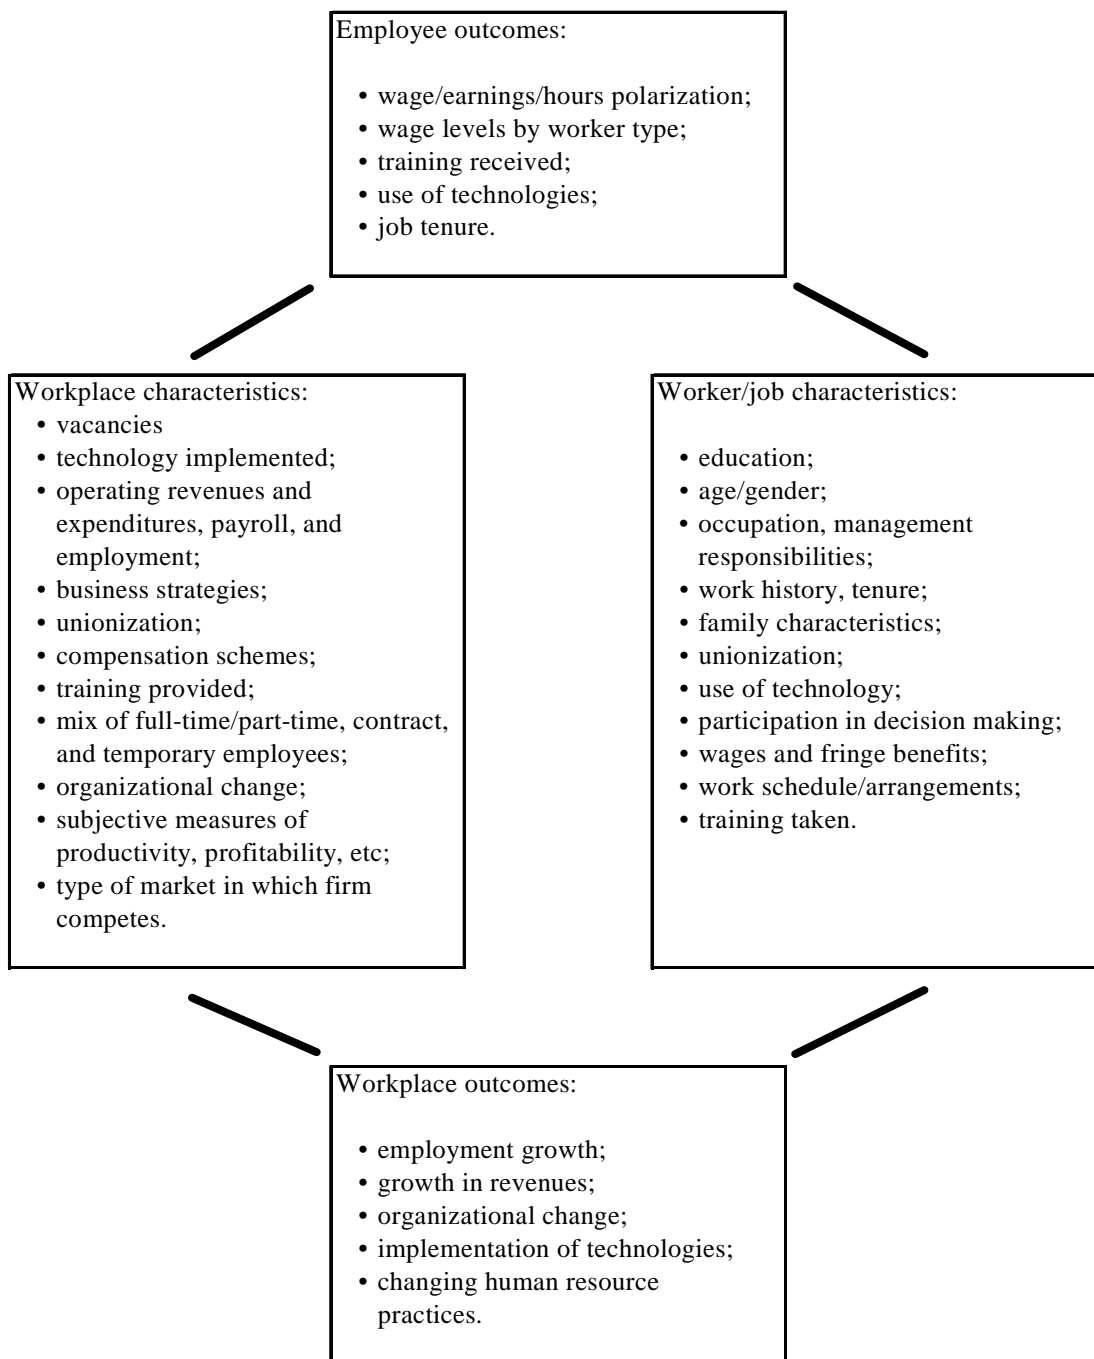 Employee outcomes:
• wage/earnings/hours polarization;
• wage levels by worker type;
• training received;
• use of technologies;
• job tenure.
Workplace characteristics:
• vacancies
• technology implemented;
• operating revenues and
expenditures, payroll, and
employment;
• business strategies;
• unionization;
• compensation schemes;
• training provided;
• mix of full-time/part-time, contract,
and temporary employees;
• organizational change;
• subjective measures of
productivity, profitability, etc;
• type of market in which firm
competes.
Worker/job characteristics:
• education;
• age/gender;
• occupation, management
responsibilities;
• work history, tenure;
• family characteristics;
• unionization;
• use of technology;
• participation in decision making;
• wages and fringe benefits;
• work schedule/arrangements;
• training taken.
Workplace outcomes:
• employment growth;
• growth in revenues;
• organizational change;
• implementation of technologies;
• changing human resource
practices.